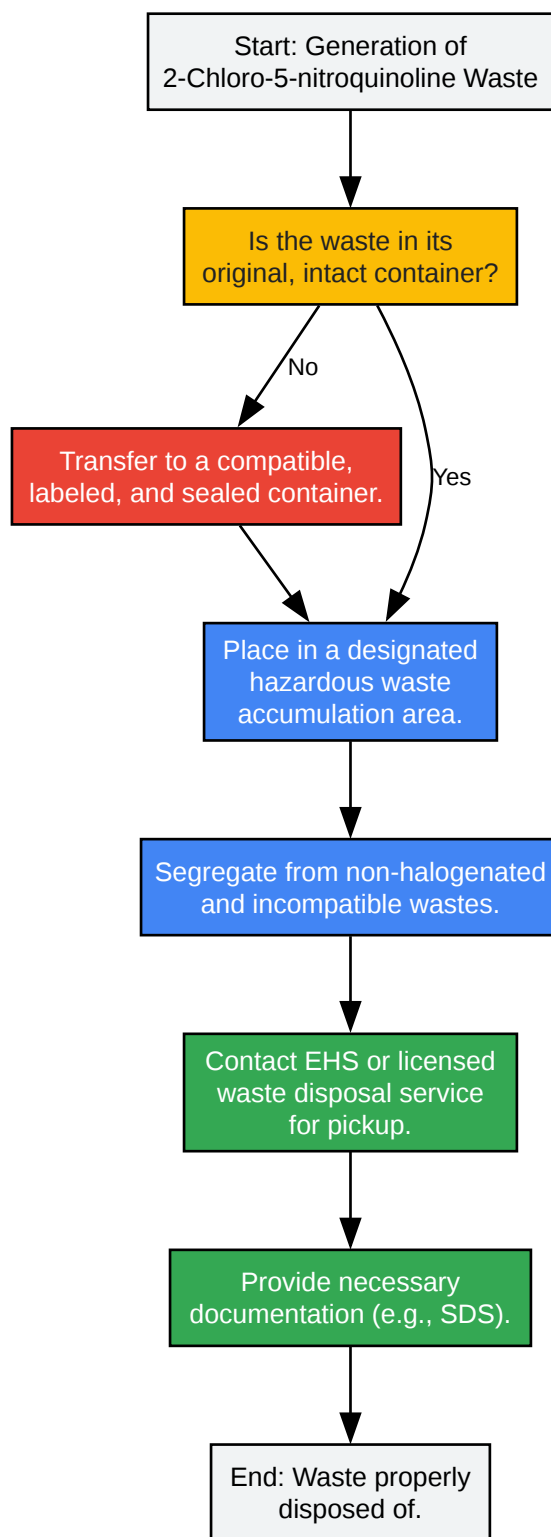 Start: Generation of
2-Chloro-5-nitroquinoline Waste
Is the waste in its
original, intact container?
No
Transfer to a compatible,
labeled, and sealed container.
Yes
Place in a designated
hazardous waste
accumulation area.
Segregate from non-halogenated
and incompatible wastes.
Contact EHS or licensed
waste disposal service
for pickup.
Provide necessary
documentation (e.g., SDS).
End: Waste properly
disposed of.